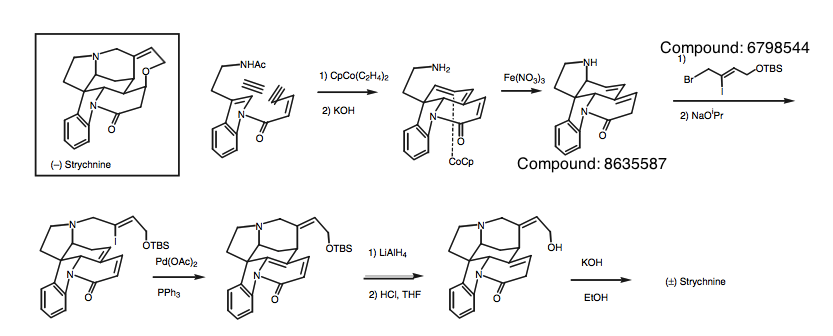 Compound: 6798544
1)
Br
OTBS
I
2) NaOⁱPr
N
O
N
O
(–) Strychnine
NHAc
N
O
1) CpCo(C₂H₄)₂
2) KOH
NH₂
N
O
CoCp
Fe(NO₃)₃
NH
N
O
Compound: 8635587
N
I
OTBS
N
O
Pd(OAc)₂
PPh₃
N
OTBS
N
O
1) LiAlH₄
2) HCl, THF
N
OH
N
O
KOH
EtOH
(±) Strychnine